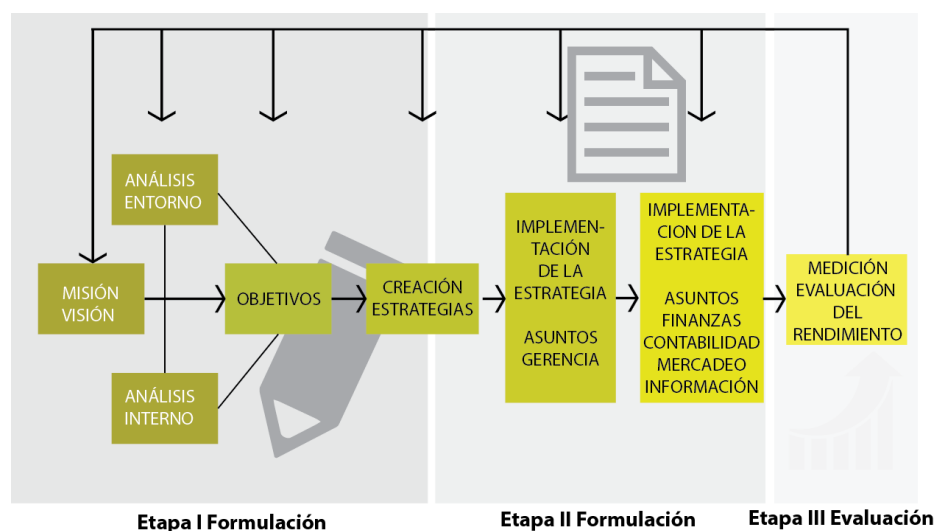 ANÁLISIS
ENTORNO
MISIÓN
VISIÓN
ANÁLISIS
INTERNO
OBJETIVOS
CREACIÓN
ESTRATEGIAS
IMPLEMEN-
TACIÓN
DE LA
ESTRATEGIA
ASUNTOS
GERENCIA
IMPLEMENTA-
CION DE LA
ESTRATEGIA
ASUNTOS
FINANZAS
CONTABILIDAD
MERCADEO
INFORMACIÓN
MEDICIÓN
EVALUACIÓN
DEL
RENDIMIENTO
Etapa I Formulación
Etapa II Formulación
Etapa III Evaluación